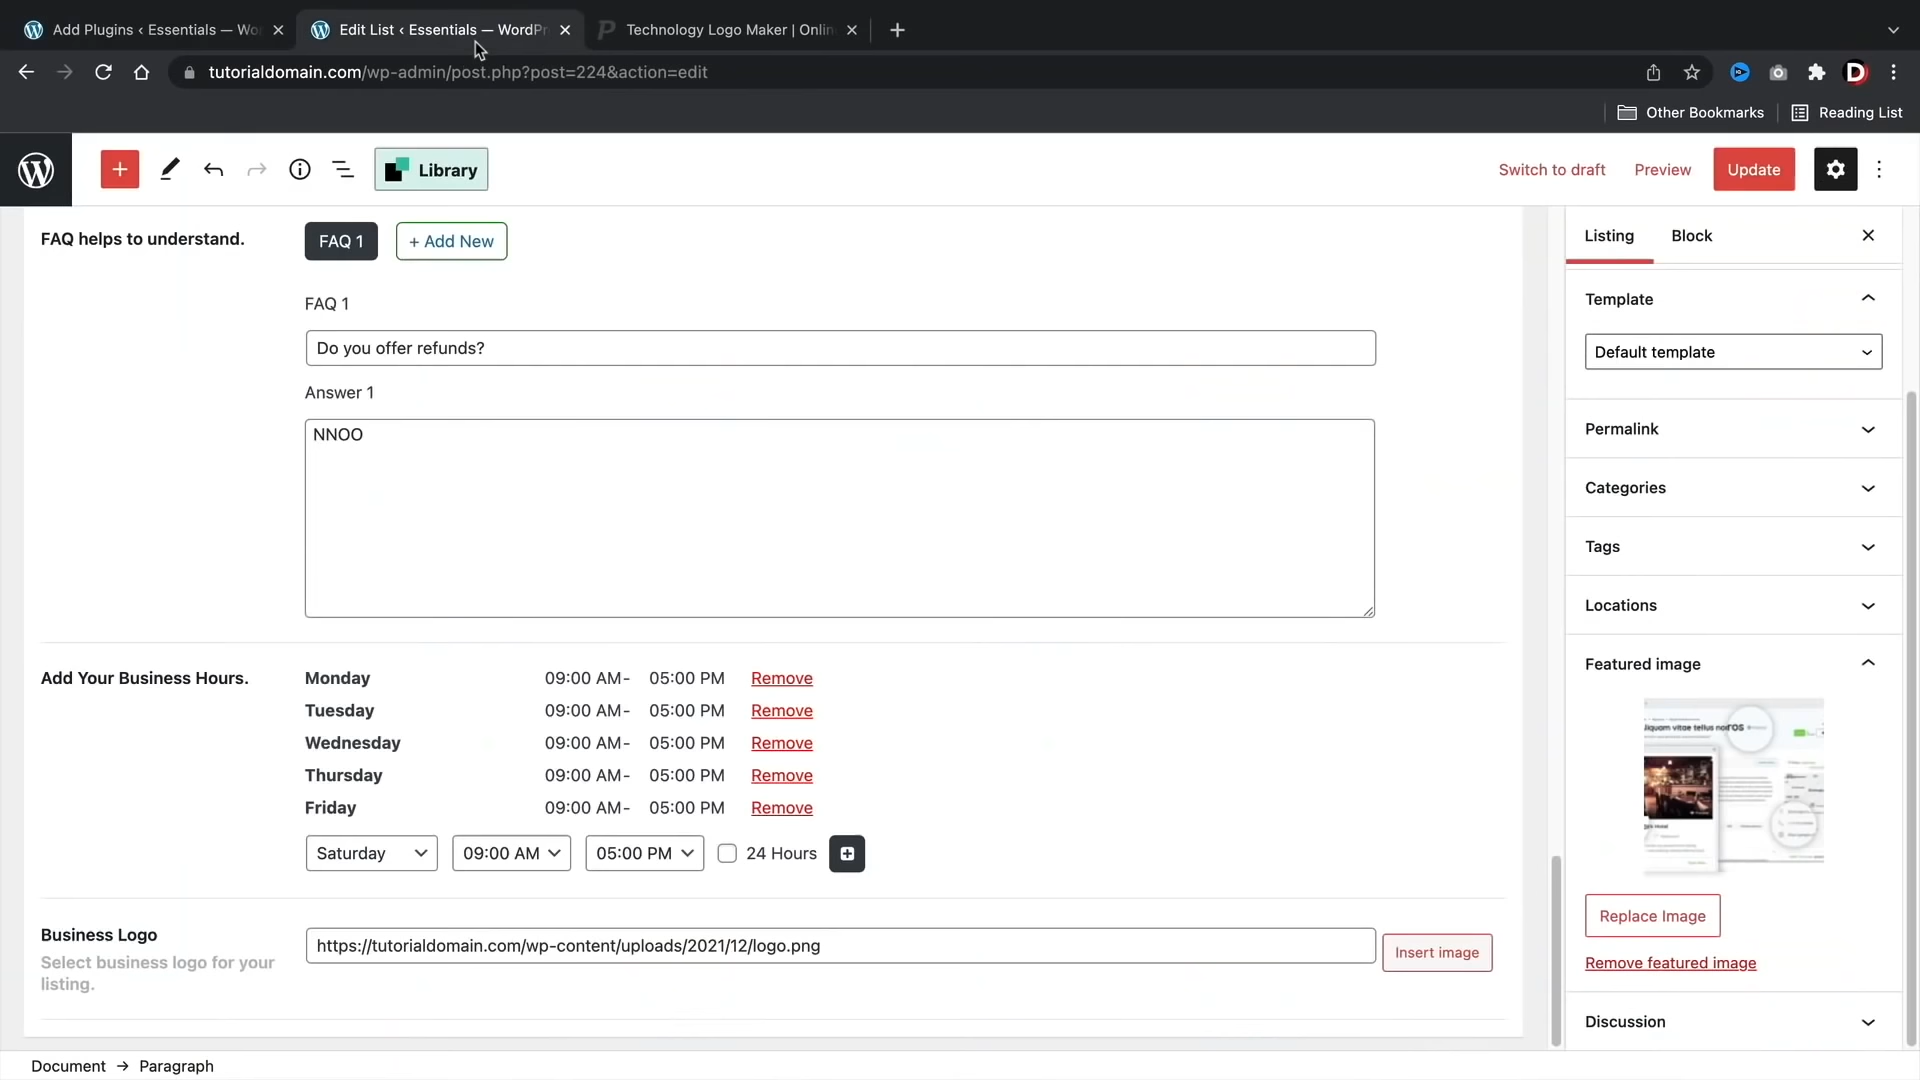 Add Plugins ‹ Essentials — Wo
Edit List ‹ Essentials — WordPr
Technology Logo Maker | Onlin
tutorialdomain.com/wp-admin/post.php?post=224&action=edit
Other Bookmarks
Reading List
Library
Switch to draft
Preview
Update
FAQ helps to understand.
FAQ 1
+ Add New
FAQ 1
Do you offer refunds?
Answer 1
NNOO
Add Your Business Hours.
Monday 09:00 AM- 05:00 PM Remove
Tuesday 09:00 AM- 05:00 PM Remove
Wednesday 09:00 AM- 05:00 PM Remove
Thursday 09:00 AM- 05:00 PM Remove
Friday 09:00 AM- 05:00 PM Remove
Saturday 09:00 AM 05:00 PM 24 Hours
Business Logo
Select business logo for your
listing.
https://tutorialdomain.com/wp-content/uploads/2021/12/logo.png
Insert image
Listing
Block
Template
Default template
Permalink
Categories
Tags
Locations
Featured image
Aliquam vitae tellus
Replace Image
Remove featured image
Discussion
Document → Paragraph